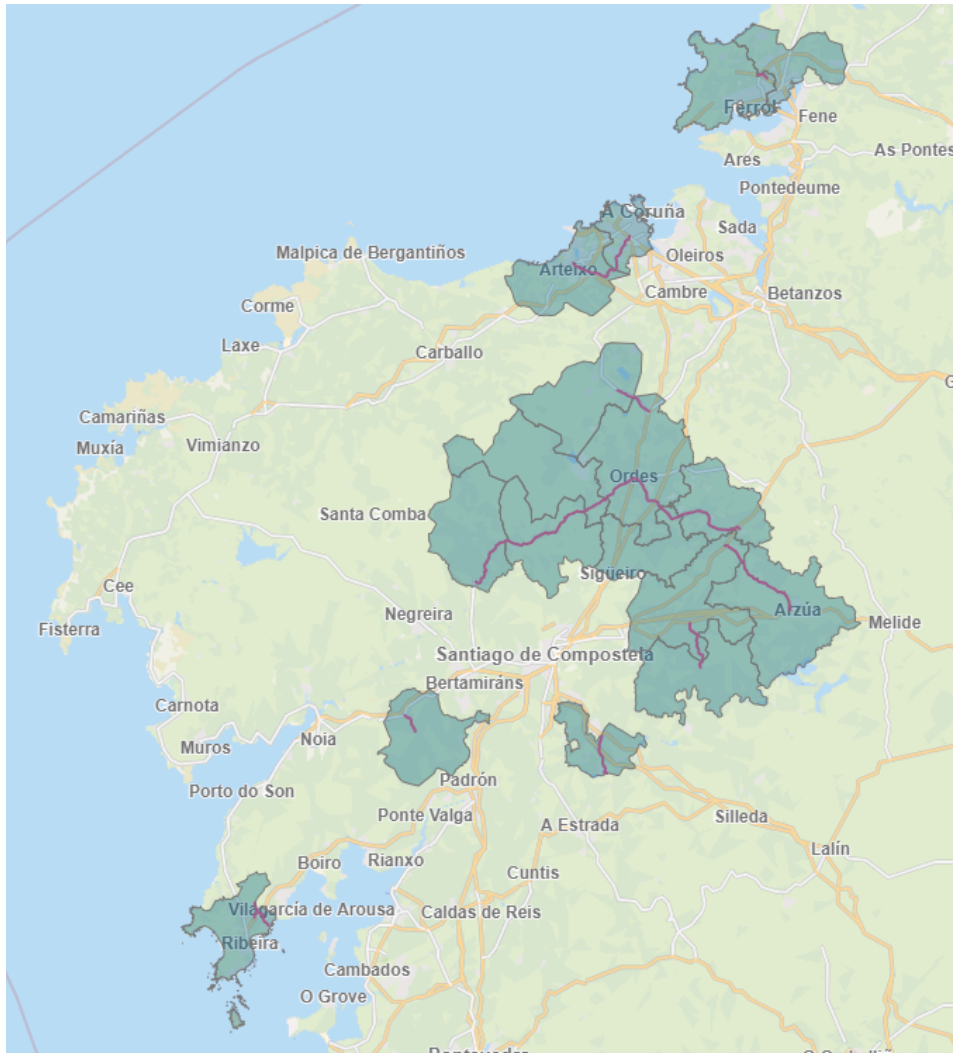 Ferrol
Fene
As Pontes
Ares
Pontedeume
A Coruña
Sada
Malpica de Bergantiños
Oleiros
Arteixo
Cambre
Betanzos
Corme
Laxe
Carballo
Camariñas
Muxía
Vimianzo
Ordes
Santa Comba
Sigüeiro
Cee
Arzúa
Negreira
Melide
Fisterra
Santiago de Compostela
Bertamiráns
Carnota
Noia
Muros
Padrón
Porto do Son
Ponte Valga
A Estrada
Silleda
Lalín
Boiro
Rianxo
Cuntis
Vilagarcía de Arousa
Caldas de Reis
Ribeira
Cambados
O Grove